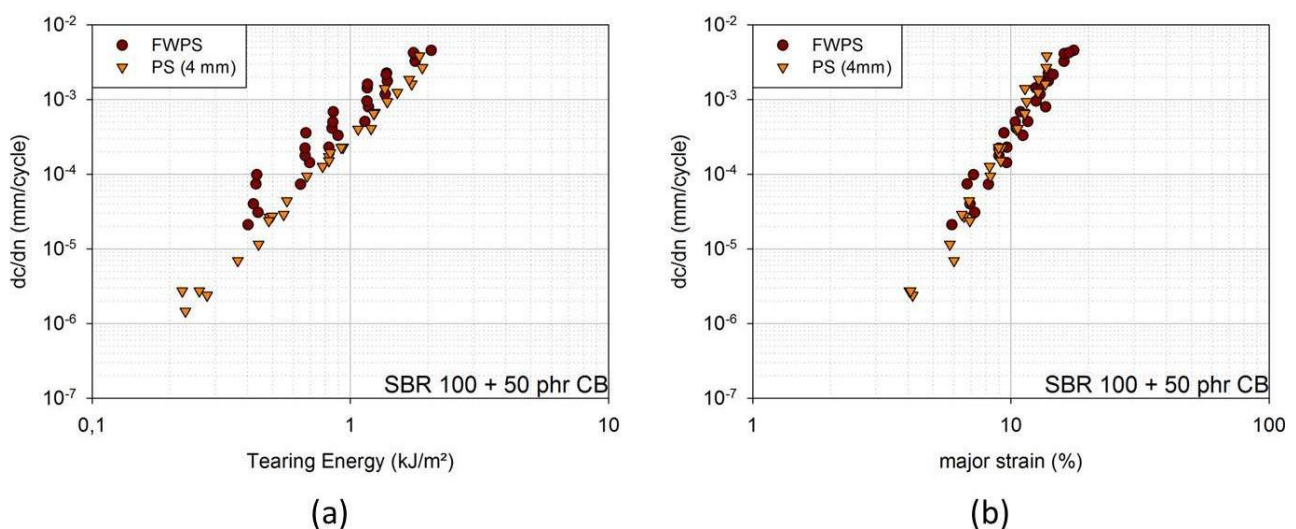 10⁻²
FWPS
PS (4 mm)
10⁻³
10⁻⁴
10⁻⁵
10⁻⁶
10⁻⁷
dc/dn (mm/cycle)
SBR 100 + 50 phr CB
0,1
1
10
Tearing Energy (kJ/m²)
(a)
10⁻²
FWPS
PS (4mm)
10⁻³
10⁻⁴
10⁻⁵
10⁻⁶
10⁻⁷
dc/dn (mm/cycle)
SBR 100 + 50 phr CB
1
10
100
major strain (%)
(b)